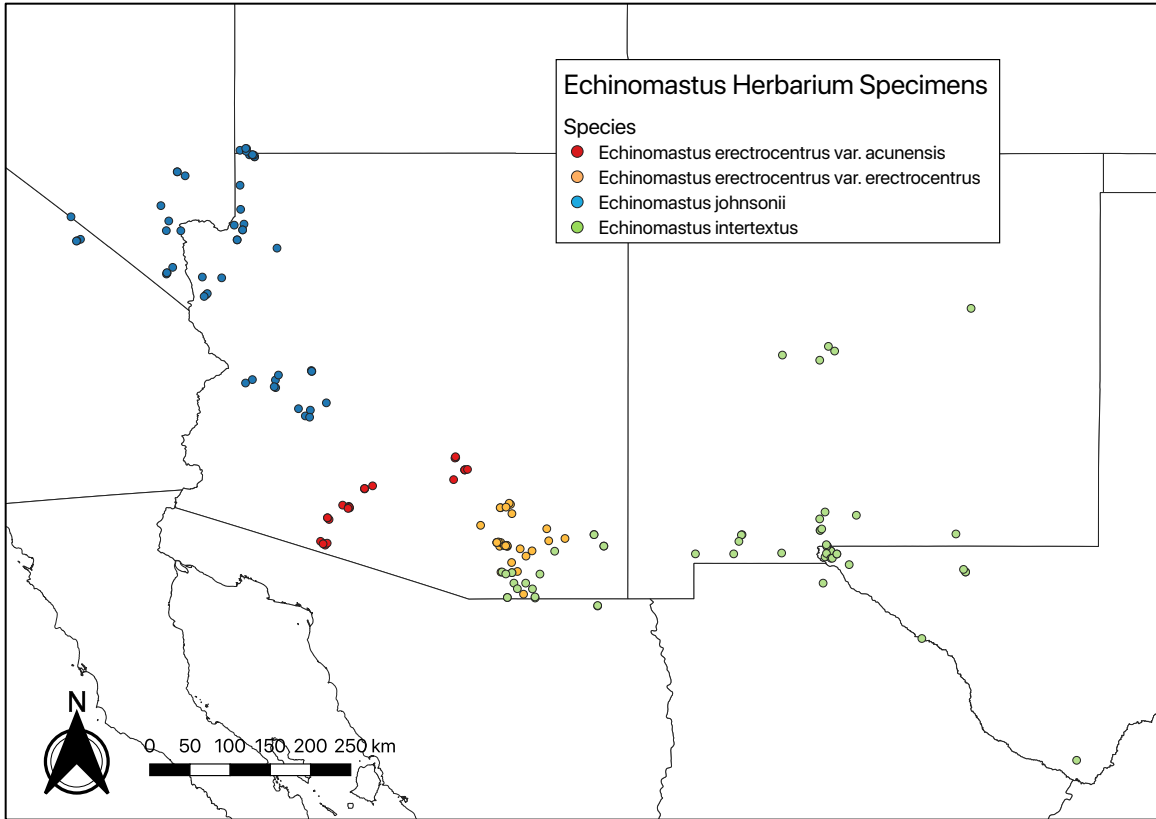 Echinomastus Herbarium Specimens
Species
Echinomastus erectrocentrus var. acunensis
Echinomastus erectrocentrus var. erectrocentrus
Echinomastus johnsonii
Echinomastus intertextus
N
0 50 100 150 200 250 km